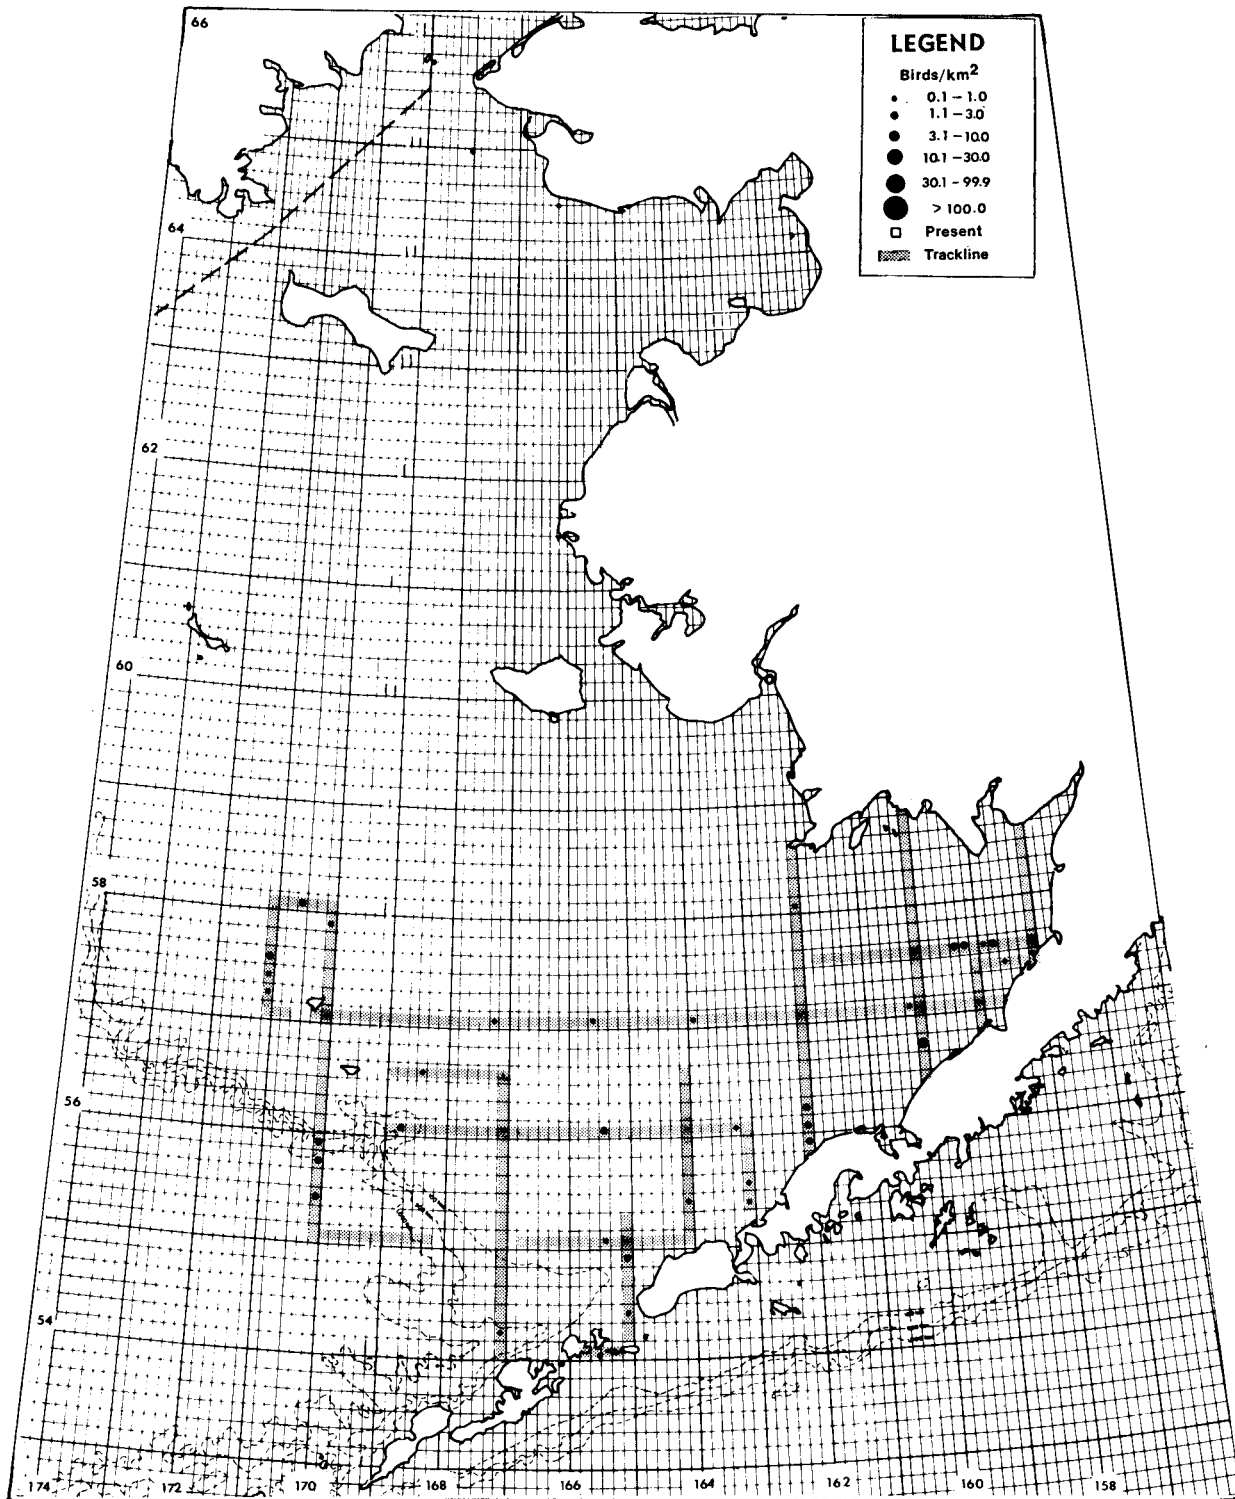 66
LEGEND
Birds/km²
0.1 – 1.0
1.1 – 3.0
3.1 – 10.0
10.1 – 30.0
30.1 – 99.9
> 100.0
Present
Trackline
64
62
60
58
56
54
174 172 170 168 166 164 162 160 158